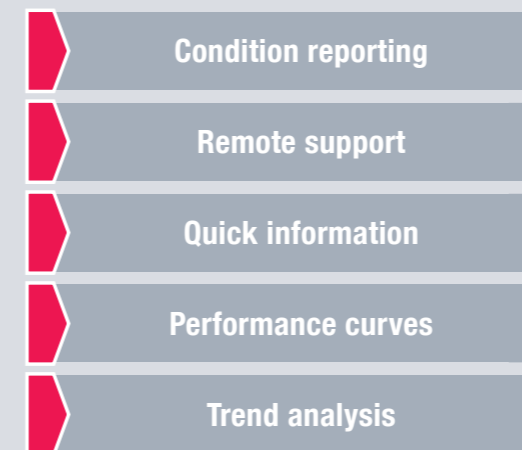 Condition reporting
Remote support
Quick information
Performance curves
Trend analysis